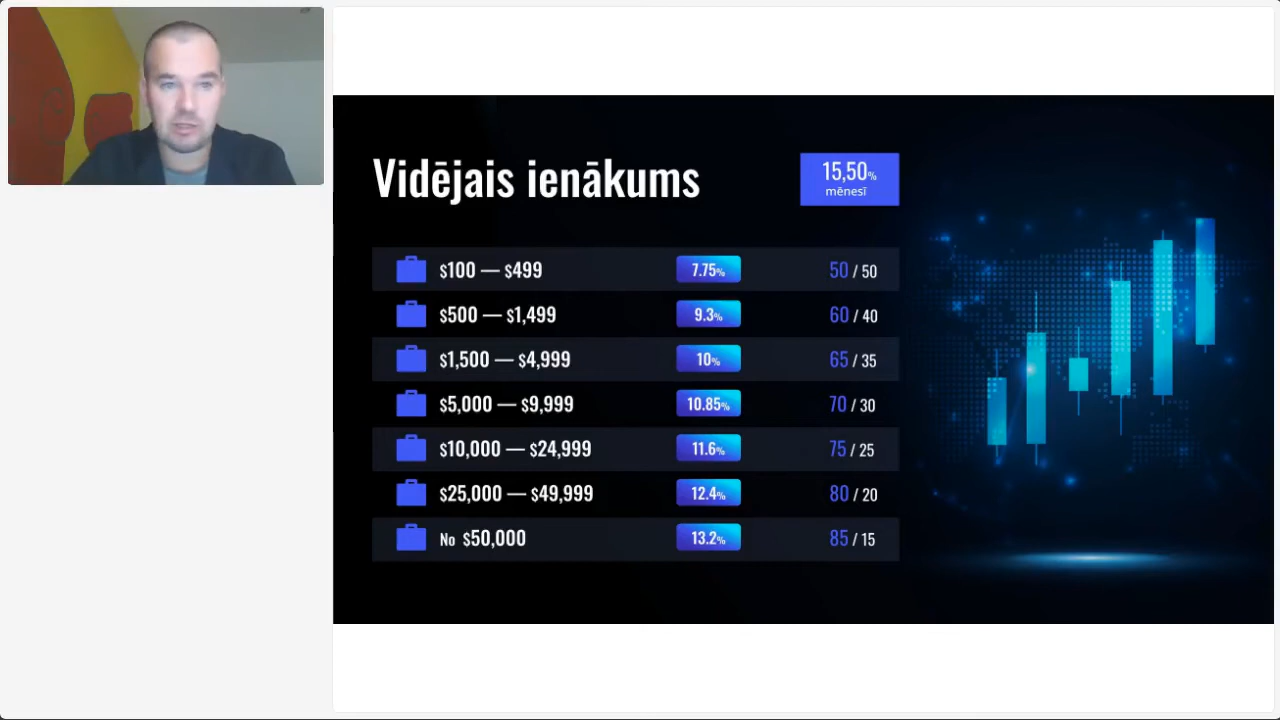 Vidējais ienākums
15,50%
mēnesī
$100 — $499 7.75% 50 / 50
$500 — $1,499 9.3% 60 / 40
$1,500 — $4,999 10% 65 / 35
$5,000 — $9,999 10.85% 70 / 30
$10,000 — $24,999 11.6% 75 / 25
$25,000 — $49,999 12.4% 80 / 20
No $50,000 13.2% 85 / 15